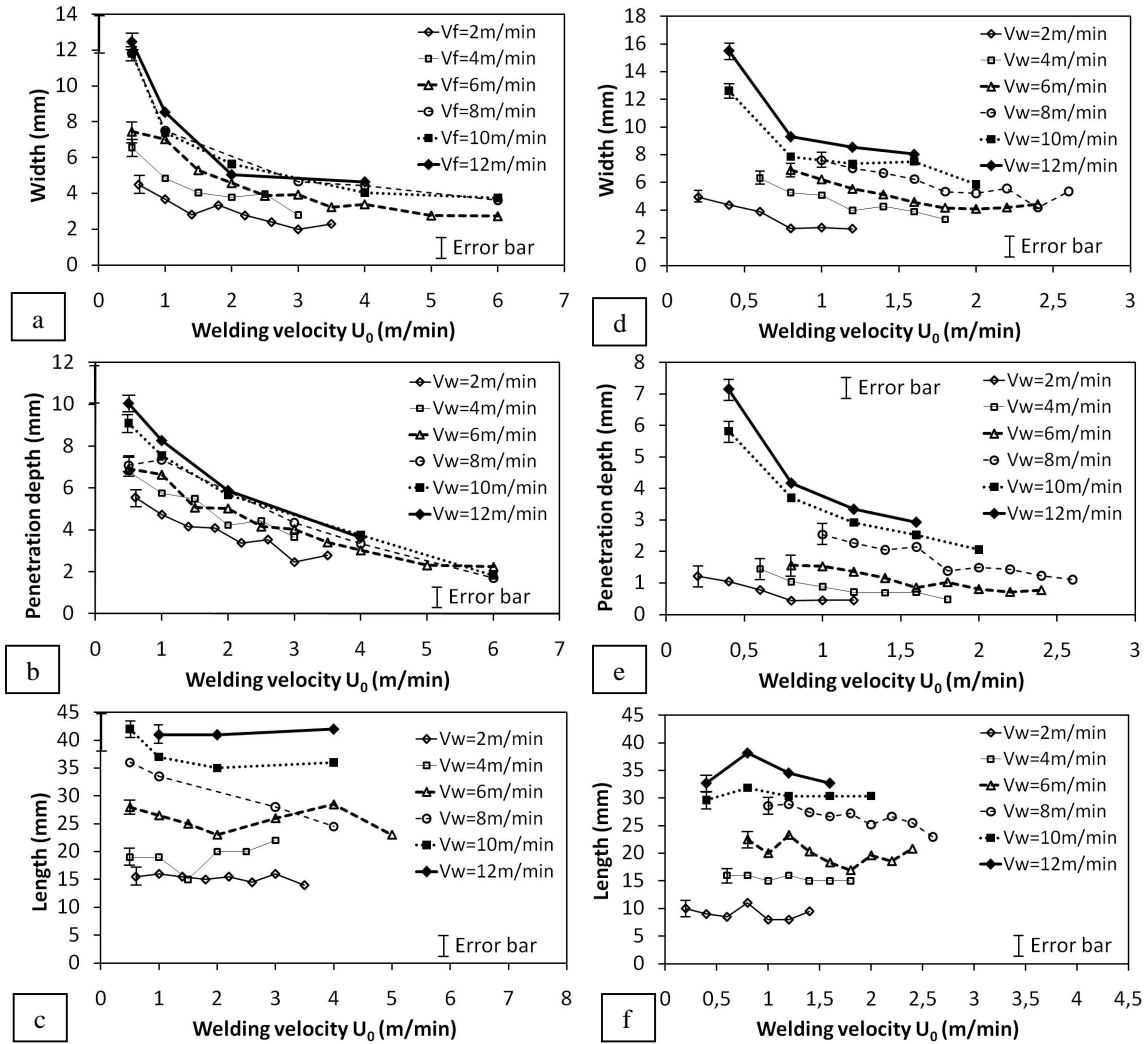 14
12
10
8
6
4
2
0
Width (mm)
Vf=2m/min
Vf=4m/min
Vf=6m/min
Vf=8m/min
Vf=10m/min
Vf=12m/min
Error bar
0 1 2 3 4 5 6 7
Welding velocity U₀ (m/min)
a
18
16
14
12
10
8
6
4
2
0
Width (mm)
Vw=2m/min
Vw=4m/min
Vw=6m/min
Vw=8m/min
Vw=10m/min
Vw=12m/min
Error bar
0 0,5 1 1,5 2 2,5 3
Welding velocity U₀ (m/min)
d
12
10
8
6
4
2
0
Penetration depth (mm)
Vw=2m/min
Vw=4m/min
Vw=6m/min
Vw=8m/min
Vw=10m/min
Vw=12m/min
Error bar
0 1 2 3 4 5 6 7
Welding velocity U₀ (m/min)
b
8
7
6
5
4
3
2
1
0
Penetration depth (mm)
Error bar
Vw=2m/min
Vw=4m/min
Vw=6m/min
Vw=8m/min
Vw=10m/min
Vw=12m/min
0 0,5 1 1,5 2 2,5 3
Welding velocity U₀ (m/min)
e
45
40
35
30
25
20
15
10
5
0
Length (mm)
Vw=2m/min
Vw=4m/min
Vw=6m/min
Vw=8m/min
Vw=10m/min
Vw=12m/min
Error bar
0 1 2 3 4 5 6 7 8
Welding velocity U₀ (m/min)
c
45
40
35
30
25
20
15
10
5
0
Length (mm)
Vw=2m/min
Vw=4m/min
Vw=6m/min
Vw=8m/min
Vw=10m/min
Vw=12m/min
Error bar
0 0,5 1 1,5 2 2,5 3 3,5 4 4,5
Welding velocity U₀ (m/min)
f